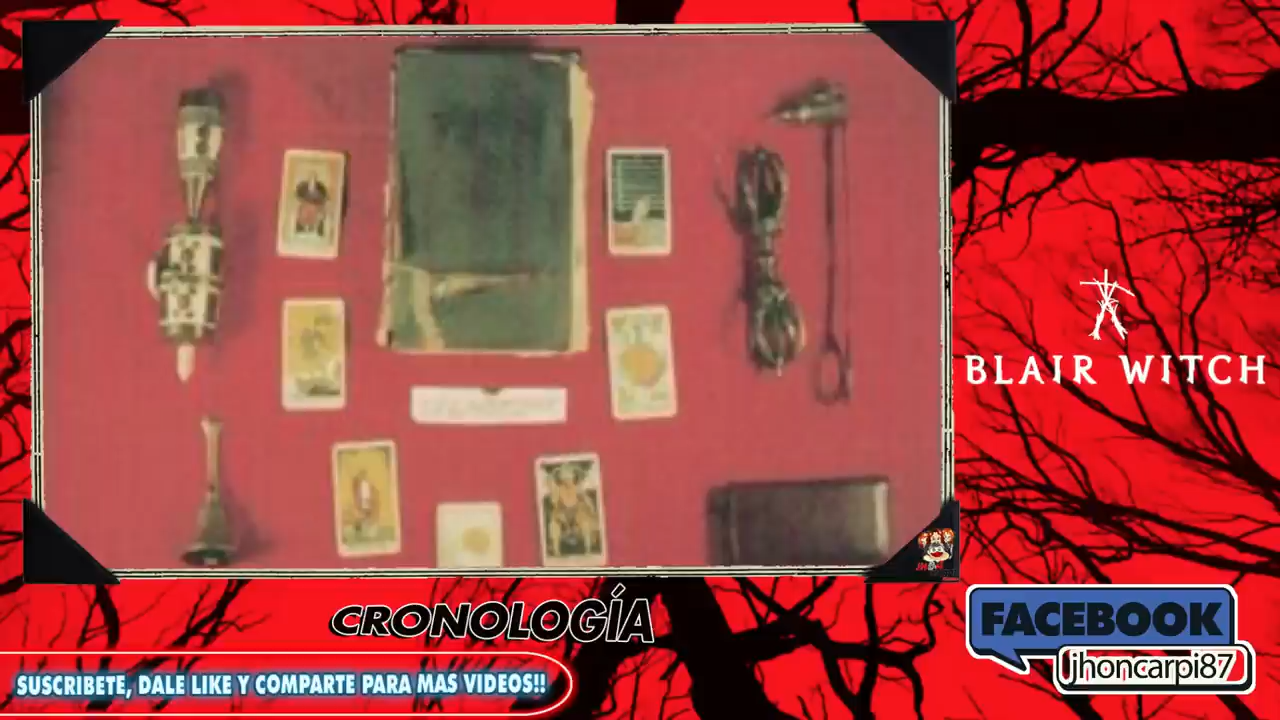 BLAIR WITCH
CRONOLOGÍA
FACEBOOK
jhoncarpi87
SUSCRIBETE, DALE LIKE Y COMPARTE PARA MAS VIDEOS!!